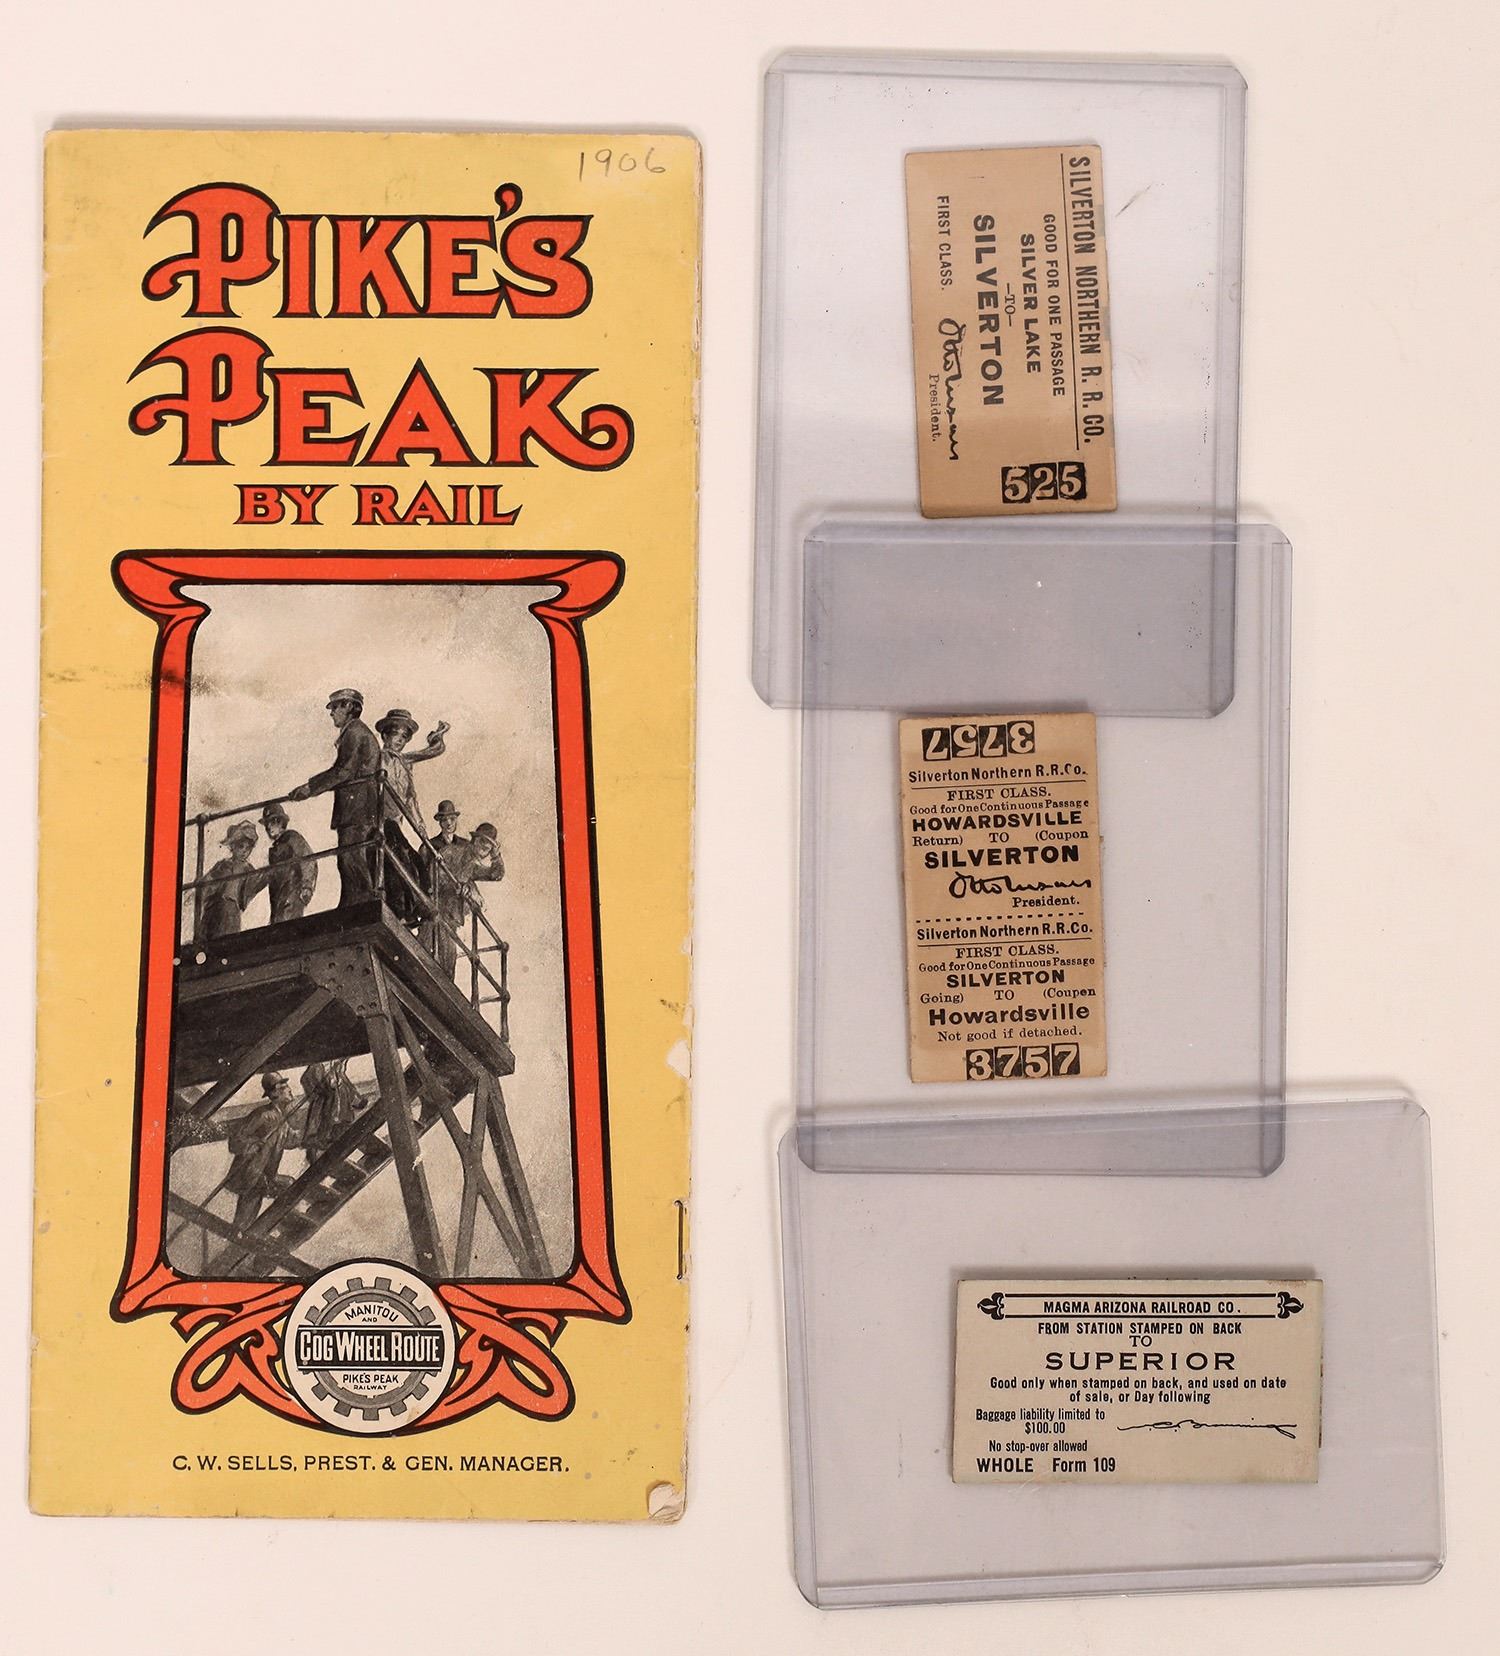 1906
PIKE'S
PEAK
BY RAIL
MANITOU
AND
COG WHEEL ROUTE
PIKE'S PEAK
RAILWAY
C. W. SELLS, PREST. & GEN. MANAGER.
SILVERTON NORTHERN R. R. CO.
GOOD FOR ONE PASSAGE
SILVER LAKE
—TO—
SILVERTON
FIRST CLASS.
President.
525
3757
Silverton Northern R.R.Co.
FIRST CLASS.
Good for One Continuous Passage
HOWARDSVILLE
Return) TO (Coupon
SILVERTON
President.
Silverton Northern R.R.Co.
FIRST CLASS.
Good for One Continuous Passage
SILVERTON
Going) TO (Coupon
Howardsville
Not good if detached.
3757
MAGMA ARIZONA RAILROAD CO.
FROM STATION STAMPED ON BACK
TO
SUPERIOR
Good only when stamped on back, and used on date
of sale, or Day following
Baggage liability limited to
$100.00
No stop-over allowed
WHOLE Form 109